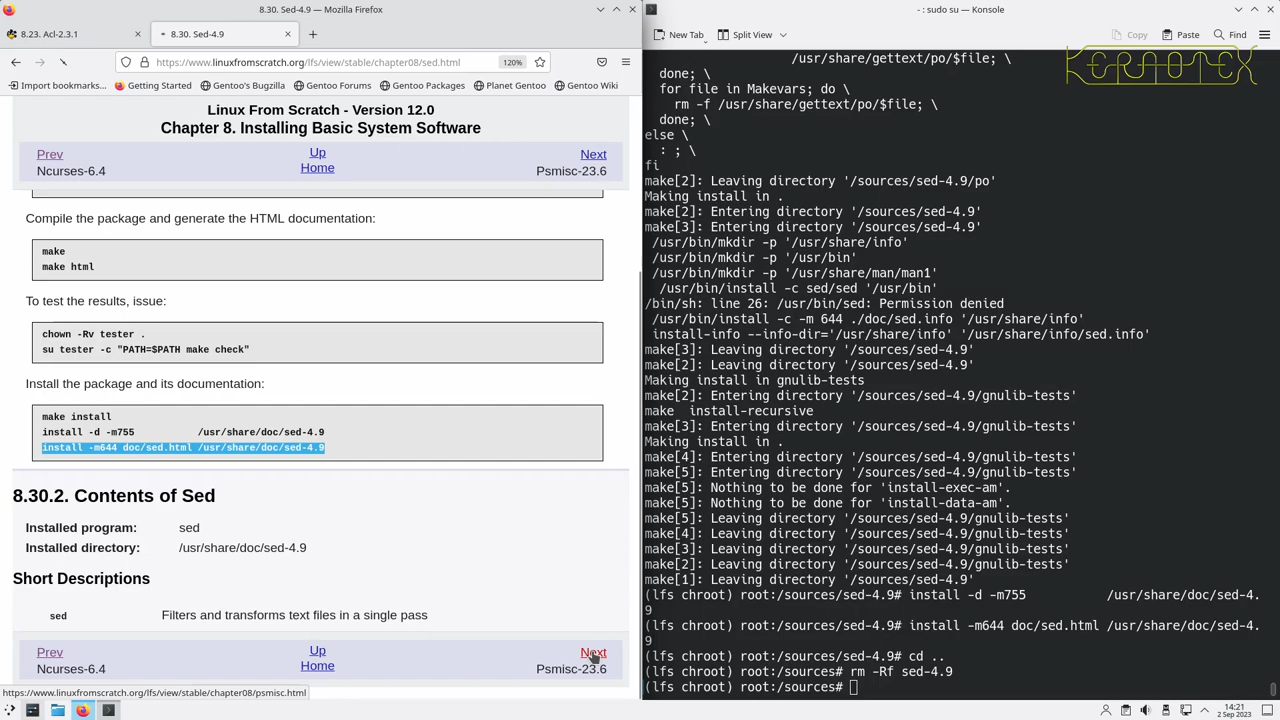 8.30. Sed-4.9 — Mozilla Firefox
8.23. Acl-2.3.1
8.30. Sed-4.9
https://www.linuxfromscratch.org/lfs/view/stable/chapter08/sed.html
120%
Import bookmarks...
Getting Started
Gentoo's Bugzilla
Gentoo Forums
Gentoo Packages
Planet Gentoo
Gentoo Wiki
Linux From Scratch - Version 12.0
Chapter 8. Installing Basic System Software
Prev
Up
Next
Ncurses-6.4
Home
Psmisc-23.6
Compile the package and generate the HTML documentation:
make
make html
To test the results, issue:
chown -Rv tester .
su tester -c "PATH=$PATH make check"
Install the package and its documentation:
make install
install -d -m755 /usr/share/doc/sed-4.9
install -m644 doc/sed.html /usr/share/doc/sed-4.9
8.30.2. Contents of Sed
Installed program: sed
Installed directory: /usr/share/doc/sed-4.9
Short Descriptions
sed Filters and transforms text files in a single pass
Prev
Up
Next
Ncurses-6.4
Home
Psmisc-23.6
https://www.linuxfromscratch.org/lfs/view/stable/chapter08/psmisc.html
- : sudo su — Konsole
New Tab
Split View
Copy
Paste
Find
KERNOTEX
/usr/share/gettext/po/$file; \
done; \
for file in Makevars; do \
rm -f /usr/share/gettext/po/$file; \
done; \
else \
: ; \
fi
make[2]: Leaving directory '/sources/sed-4.9/po'
Making install in .
make[2]: Entering directory '/sources/sed-4.9'
make[3]: Entering directory '/sources/sed-4.9'
/usr/bin/mkdir -p '/usr/share/info'
/usr/bin/mkdir -p '/usr/bin'
/usr/bin/mkdir -p '/usr/share/man/man1'
/usr/bin/install -c sed/sed '/usr/bin'
/bin/sh: line 26: /usr/bin/sed: Permission denied
/usr/bin/install -c -m 644 ./doc/sed.info '/usr/share/info'
install-info --info-dir='/usr/share/info' '/usr/share/info/sed.info'
make[3]: Leaving directory '/sources/sed-4.9'
make[2]: Leaving directory '/sources/sed-4.9'
Making install in gnulib-tests
make[2]: Entering directory '/sources/sed-4.9/gnulib-tests'
make  install-recursive
make[3]: Entering directory '/sources/sed-4.9/gnulib-tests'
Making install in .
make[4]: Entering directory '/sources/sed-4.9/gnulib-tests'
make[5]: Entering directory '/sources/sed-4.9/gnulib-tests'
make[5]: Nothing to be done for 'install-exec-am'.
make[5]: Nothing to be done for 'install-data-am'.
make[5]: Leaving directory '/sources/sed-4.9/gnulib-tests'
make[4]: Leaving directory '/sources/sed-4.9/gnulib-tests'
make[3]: Leaving directory '/sources/sed-4.9/gnulib-tests'
make[2]: Leaving directory '/sources/sed-4.9/gnulib-tests'
make[1]: Leaving directory '/sources/sed-4.9'
(lfs chroot) root:/sources/sed-4.9# install -d -m755 /usr/share/doc/sed-4.
9
(lfs chroot) root:/sources/sed-4.9# install -m644 doc/sed.html /usr/share/doc/sed-4.
9
(lfs chroot) root:/sources/sed-4.9# cd ..
(lfs chroot) root:/sources# rm -Rf sed-4.9
(lfs chroot) root:/sources#
14:21
2 Sep 2023